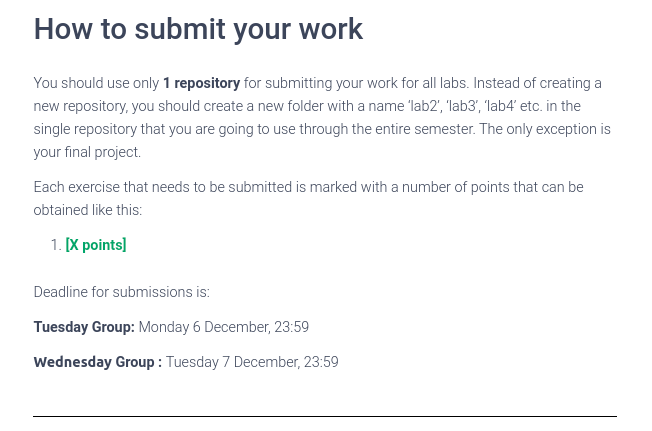 How to submit your work
You should use only 1 repository for submitting your work for all labs. Instead of creating a
new repository, you should create a new folder with a name ‘lab2’, ‘lab3’, ‘lab4’ etc. in the
single repository that you are going to use through the entire semester. The only exception is
your final project.
Each exercise that needs to be submitted is marked with a number of points that can be
obtained like this:
1. [X points]
Deadline for submissions is:
Tuesday Group: Monday 6 December, 23:59
Wednesday Group : Tuesday 7 December, 23:59